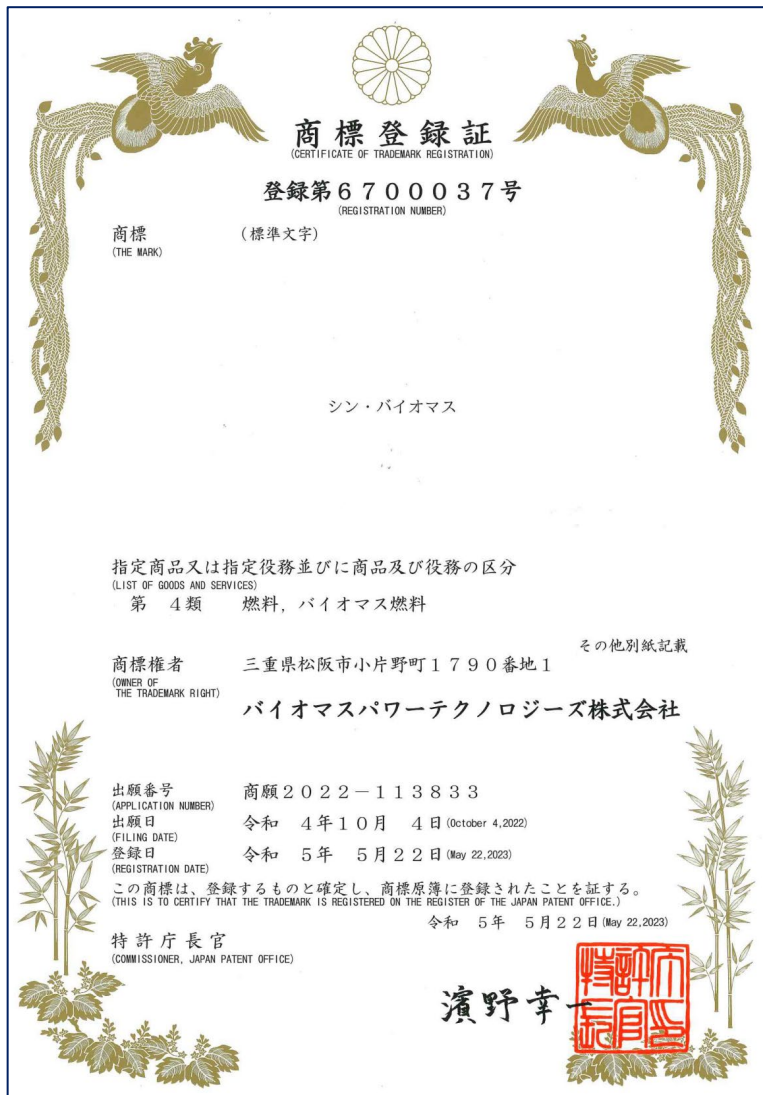 商標登録証
(CERTIFICATE OF TRADEMARK REGISTRATION)
登録第6700037号
(REGISTRATION NUMBER)
商標 (標準文字)
(THE MARK)
シン・バイオマス
指定商品又は指定役務並びに商品及び役務の区分
(LIST OF GOODS AND SERVICES)
第 4類 燃料,バイオマス燃料
その他別紙記載
商標権者 三重県松阪市小片野町1790番地1
(OWNER OF
THE TRADEMARK RIGHT)
バイオマスパワーテクノロジーズ株式会社
出願番号 商願2022-113833
(APPLICATION NUMBER)
出願日 令和 4年10月 4日(October 4,2022)
(FILING DATE)
登録日 令和 5年 5月22日(May 22,2023)
(REGISTRATION DATE)
この商標は、登録するものと確定し、商標原簿に登録されたことを証する。
(THIS IS TO CERTIFY THAT THE TRADEMARK IS REGISTERED ON THE REGISTER OF THE JAPAN PATENT OFFICE.)
令和 5年 5月22日(May 22,2023)
特許庁長官
(COMMISSIONER, JAPAN PATENT OFFICE)
濱野幸一
特許庁長官之印